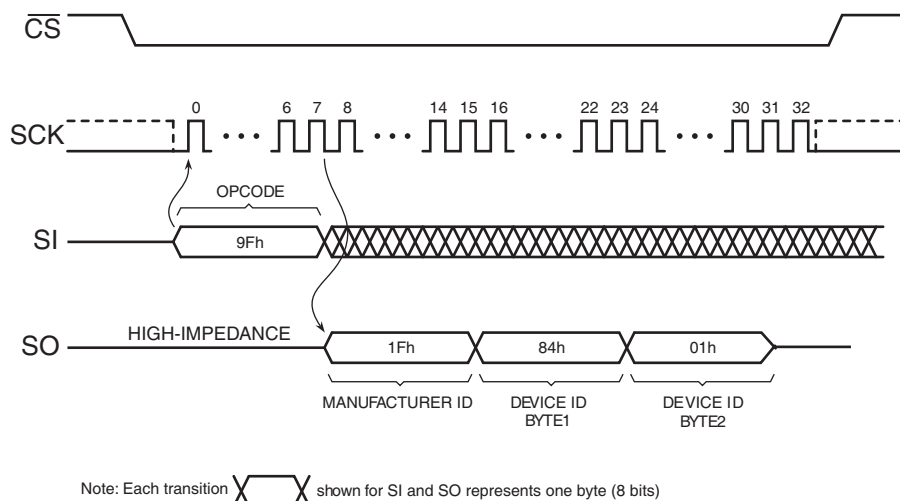 CS
0 6 7 8 14 15 16 22 23 24 30 31 32
SCK
OPCODE
SI
9Fh
HIGH-IMPEDANCE
SO
1Fh 84h 01h
MANUFACTURER ID DEVICE ID DEVICE ID
BYTE1 BYTE2
Note: Each transition shown for SI and SO represents one byte (8 bits)